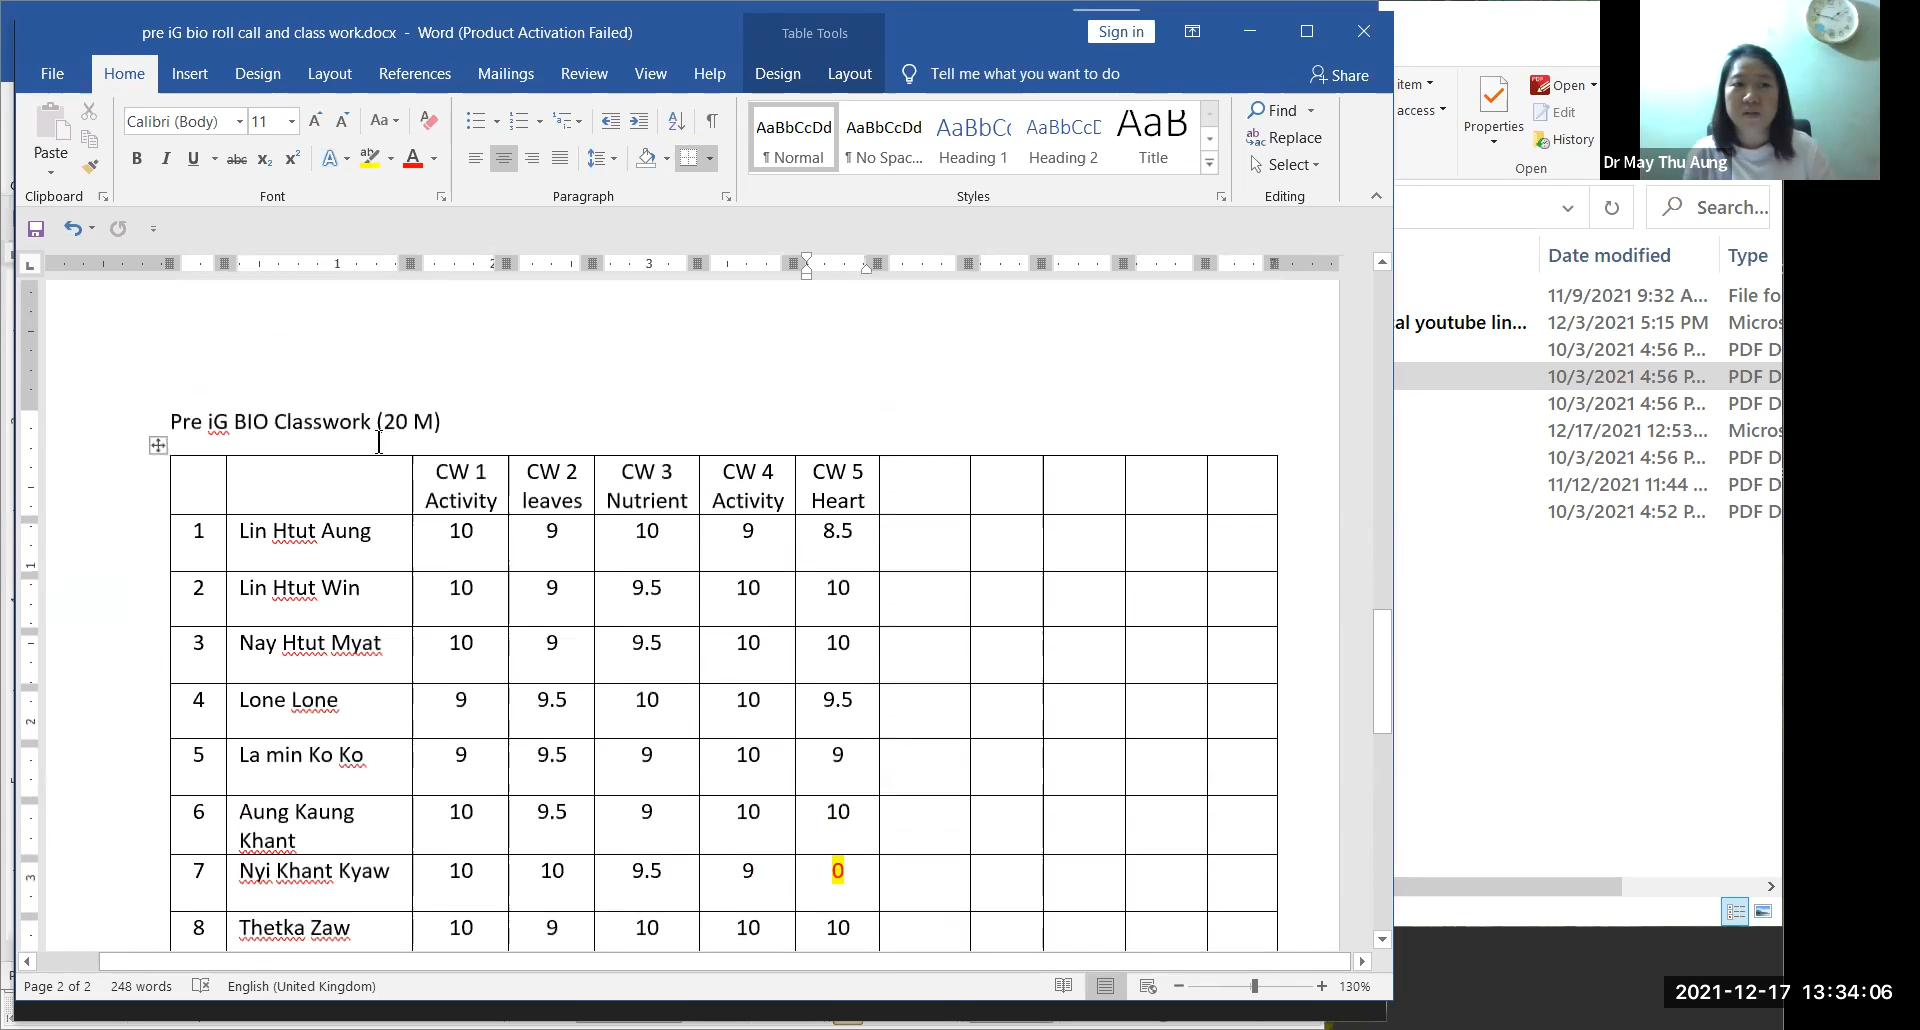 pre iG bio roll call and class work.docx - Word (Product Activation Failed)
Table Tools
Sign in
File Home Insert Design Layout References Mailings Review View Help Design Layout Tell me what you want to do Share
Paste
Calibri (Body) 11
AaBbCcDd AaBbCcDd AaBbCc AaBbCcD AaB
¶ Normal ¶ No Spac... Heading 1 Heading 2 Title
Find
Replace
Select
Clipboard Font Paragraph Styles Editing
item
access
Properties
Open
Edit
History
Open
Dr May Thu Aung
Search...
Date modified Type
11/9/2021 9:32 A... File fo
al youtube lin... 12/3/2021 5:15 PM Micros
10/3/2021 4:56 P... PDF D
10/3/2021 4:56 P... PDF D
10/3/2021 4:56 P... PDF D
12/17/2021 12:53... Micros
10/3/2021 4:56 P... PDF D
11/12/2021 11:44 ... Micros
10/3/2021 4:52 P... PDF D
Pre iG BIO Classwork (20 M)
CW 1 CW 2 CW 3 CW 4 CW 5
Activity leaves Nutrient Activity Heart
1 Lin Htut Aung 10 9 10 9 8.5
2 Lin Htut Win 10 9 9.5 10 10
3 Nay Htut Myat 10 9 9.5 10 10
4 Lone Lone 9 9.5 10 10 9.5
5 La min Ko Ko 9 9.5 9 10 9
6 Aung Kaung 10 9.5 9 10 10
Khant
7 Nyi Khant Kyaw 10 10 9.5 9 0
8 Thetka Zaw 10 9 10 10 10
Page 2 of 2 248 words English (United Kingdom) 130%
2021-12-17 13:34:06